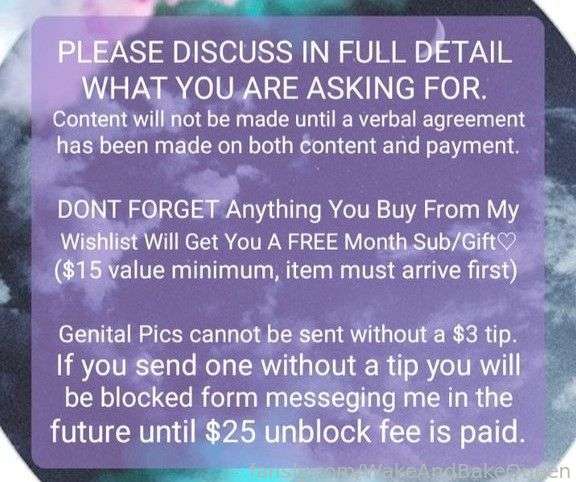 PLEASE DISCUSS IN FULL DETAIL
WHAT YOU ARE ASKING FOR.
Content will not be made until a verbal agreement
has been made on both content and payment.
DONT FORGET Anything You Buy From My
Wishlist Will Get You A FREE Month Sub/Gift♡
($15 value minimum, item must arrive first)
Genital Pics cannot be sent without a $3 tip.
If you send one without a tip you will
be blocked form messeging me in the
future until $25 unblock fee is paid.
fansly.com/WakeAndBakeQueen